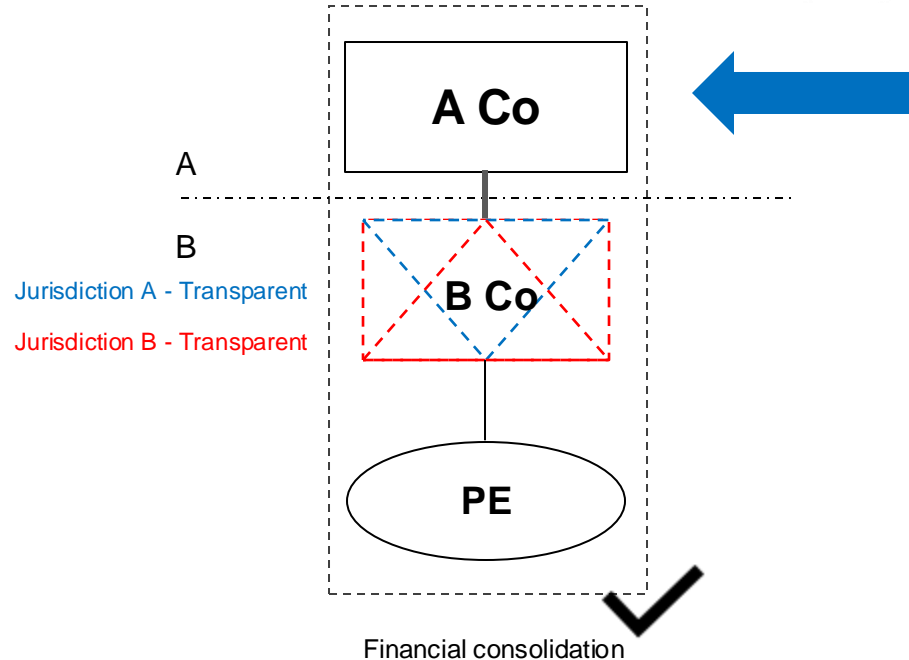 A Co
A
B
Jurisdiction A - Transparent
B Co
Jurisdiction B - Transparent
PE
Financial consolidation